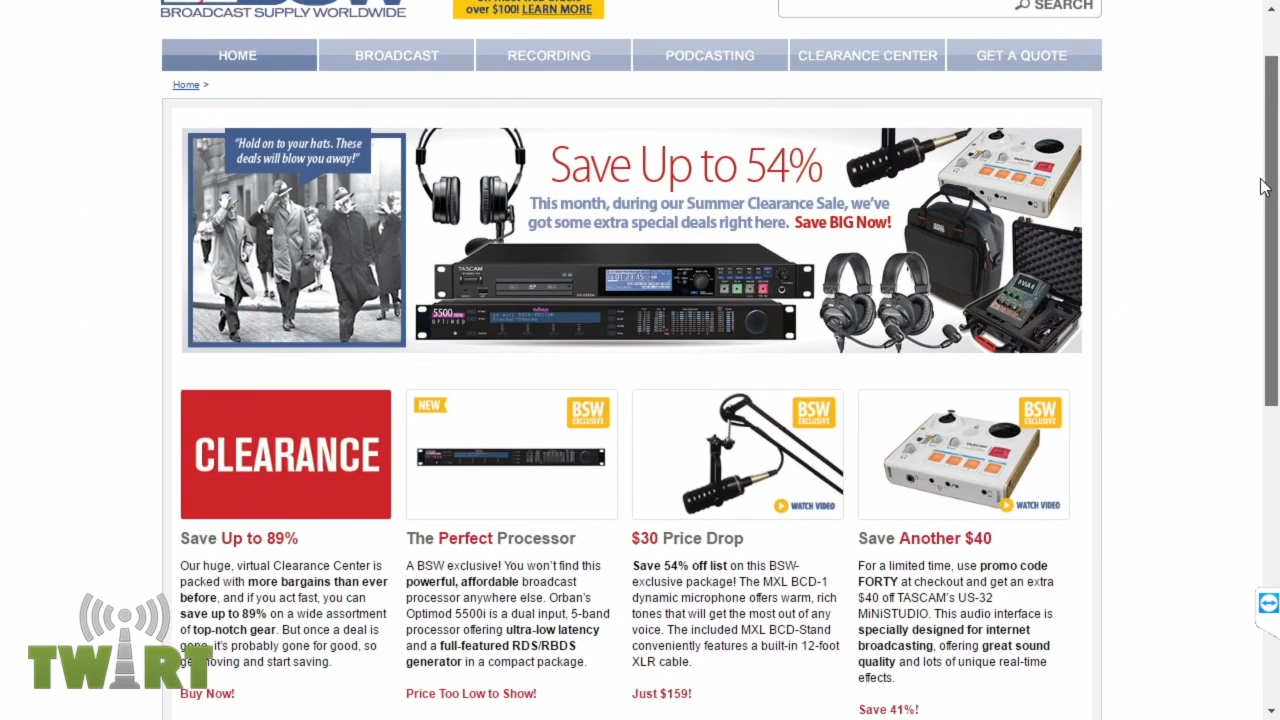 BROADCAST SUPPLY WORLDWIDE
over $100! LEARN MORE
SEARCH
HOME
BROADCAST
RECORDING
PODCASTING
CLEARANCE CENTER
GET A QUOTE
Home >
"Hold on to your hats. These
deals will blow you away!"
Save Up to 54%
This month, during our Summer Clearance Sale, we've
got some extra special deals right here. Save BIG Now!
TASCAM
5500
OPTIMOD
CLEARANCE
NEW
BSW
EXCLUSIVE
BSW
EXCLUSIVE
WATCH VIDEO
BSW
EXCLUSIVE
WATCH VIDEO
Save Up to 89%
Our huge, virtual Clearance Center is
packed with more bargains than ever
before, and if you act fast, you can
save up to 89% on a wide assortment
of top-notch gear. But once a deal is
it's probably gone for good, so
moving and start saving.
Buy Now!
The Perfect Processor
A BSW exclusive! You won't find this
powerful, affordable broadcast
processor anywhere else. Orban's
Optimod 5500i is a dual input, 5-band
processor offering ultra-low latency
and a full-featured RDS/RBDS
generator in a compact package.
Price Too Low to Show!
$30 Price Drop
Save 54% off list on this BSW-
exclusive package! The MXL BCD-1
dynamic microphone offers warm, rich
tones that will get the most out of any
voice. The included MXL BCD-Stand
conveniently features a built-in 12-foot
XLR cable.
Just $159!
Save Another $40
For a limited time, use promo code
FORTY at checkout and get an extra
$40 off TASCAM's US-32
MiNiSTUDIO. This audio interface is
specially designed for internet
broadcasting, offering great sound
quality and lots of unique real-time
effects.
Save 41%!
TWiRT